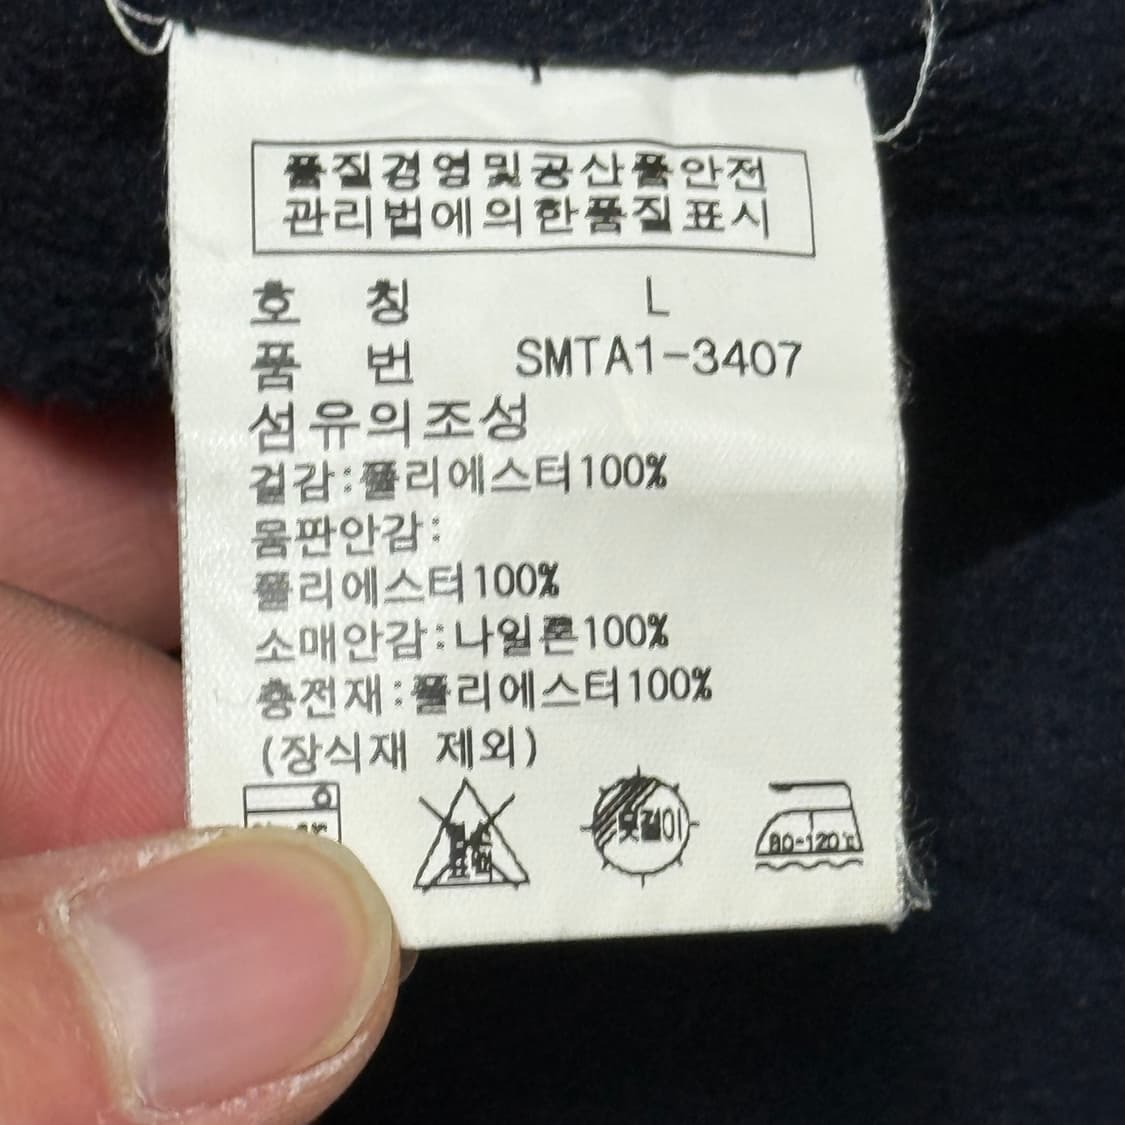 품질경영및공산품안전
관리법에의한품질표시
호 칭 L
품 번 SMTA1-3407
섬유의조성
겉감:폴리에스터100%
몸판안감:
폴리에스터100%
소매안감:나일론100%
충전재:폴리에스터100%
(장식재 제외)
옷걸이
80-120℃